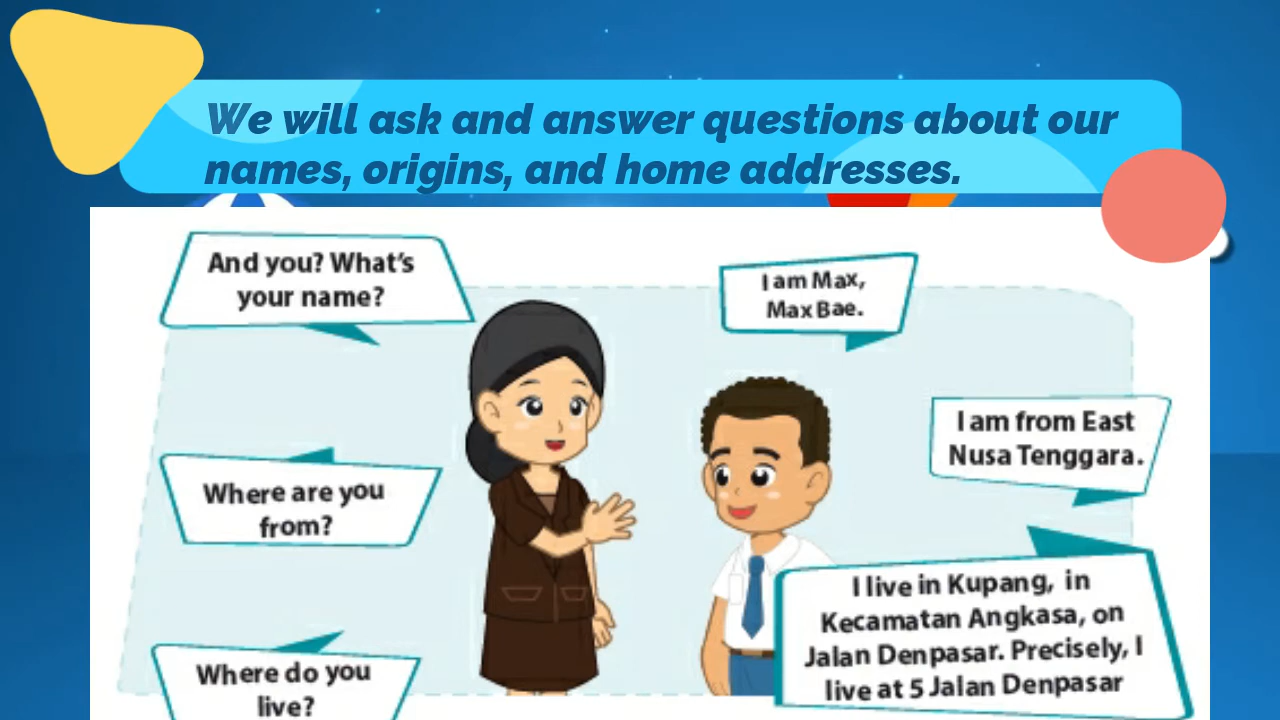 We will ask and answer questions about our
names, origins, and home addresses.
And you? What's
your name?
I am Max,
Max Bae.
Where are you
from?
I am from East
Nusa Tenggara.
Where do you
live?
I live in Kupang, in
Kecamatan Angkasa, on
Jalan Denpasar. Precisely, I
live at 5 Jalan Denpasar